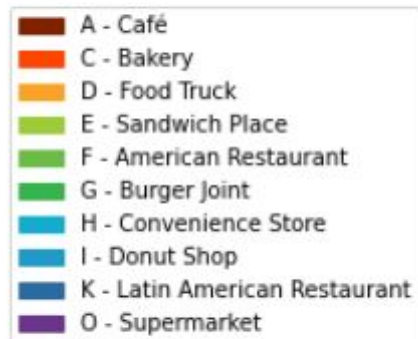 A - Café
C - Bakery
D - Food Truck
E - Sandwich Place
F - American Restaurant
G - Burger Joint
H - Convenience Store
I - Donut Shop
K - Latin American Restaurant
O - Supermarket